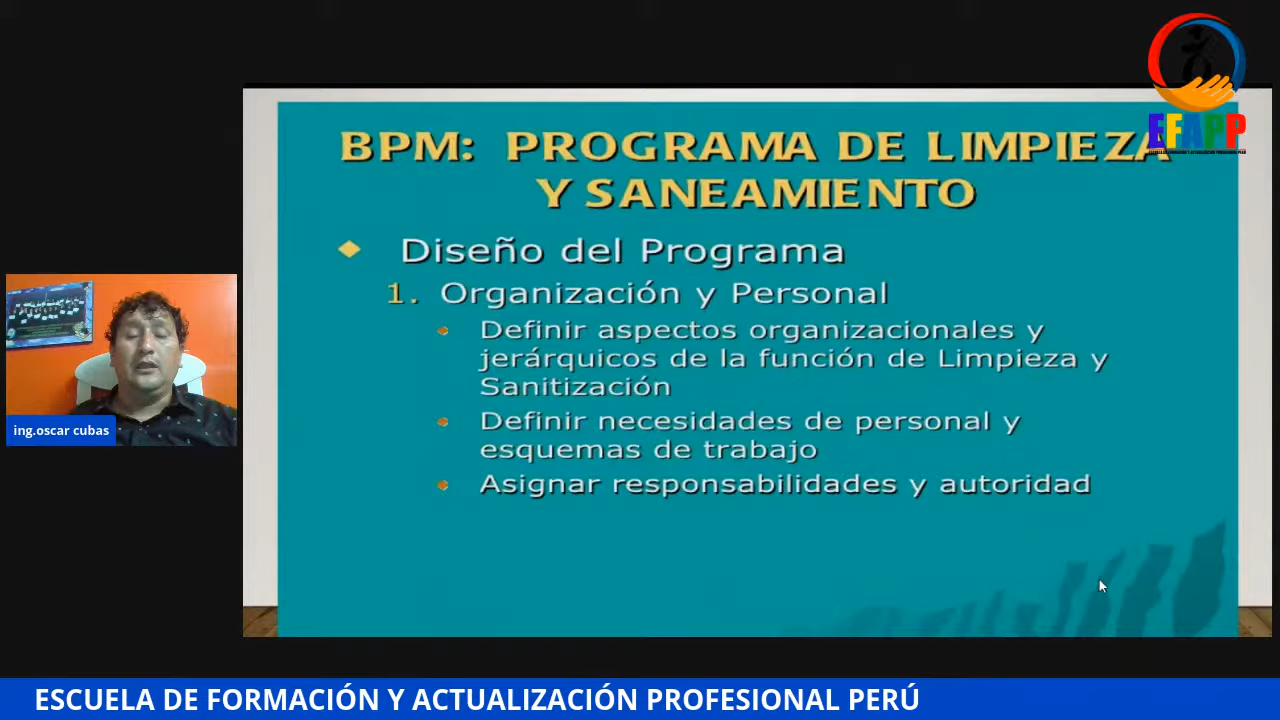 BPM: PROGRAMA DE LIMPIEZA
Y SANEAMIENTO
Diseño del Programa
1. Organización y Personal
Definir aspectos organizacionales y
jerárquicos de la función de Limpieza y
Sanitización
Definir necesidades de personal y
esquemas de trabajo
Asignar responsabilidades y autoridad
EFAPP
ing.oscar cubas
ESCUELA DE FORMACIÓN Y ACTUALIZACIÓN PROFESIONAL PERÚ